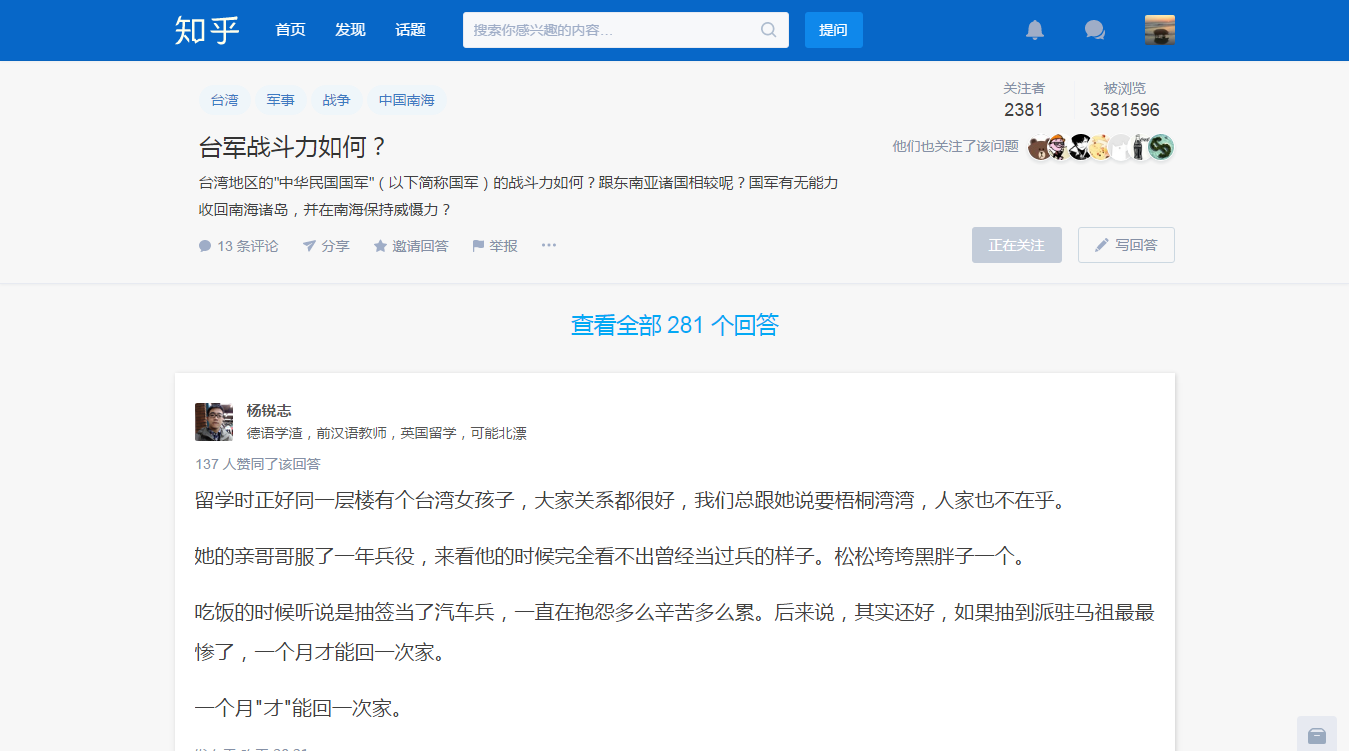 知乎 首页 发现 话题 搜索你感兴趣的内容... 提问
台湾 军事 战争 中国南海
关注者 被浏览
2381 3581596
台军战斗力如何？
他们也关注了该问题
台湾地区的"中华民国国军"（以下简称国军）的战斗力如何？跟东南亚诸国相较呢？国军有无能力
收回南海诸岛，并在南海保持威慑力？
13 条评论 分享 邀请回答 举报 ...
正在关注 写回答
查看全部 281 个回答
杨锐志
德语学渣，前汉语教师，英国留学，可能北漂
137 人赞同了该回答
留学时正好同一层楼有个台湾女孩子，大家关系都很好，我们总跟她说要梧桐湾湾，人家也不在乎。
她的亲哥哥服了一年兵役，来看他的时候完全看不出曾经当过兵的样子。松松垮垮黑胖子一个。
吃饭的时候听说是抽签当了汽车兵，一直在抱怨多么辛苦多么累。后来说，其实还好，如果抽到派驻马祖最最
惨了，一个月才能回一次家。
一个月"才"能回一次家。